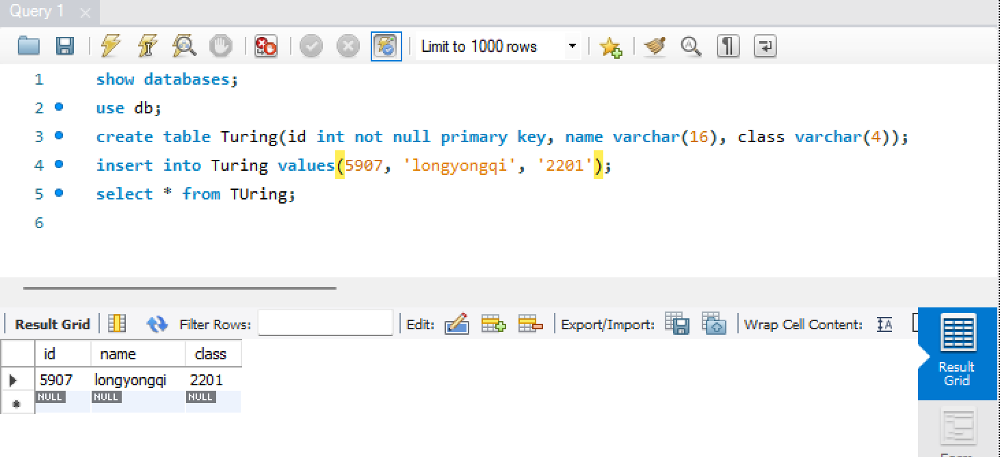 Query 1
Limit to 1000 rows
1 show databases;
2 use db;
3 create table Turing(id int not null primary key, name varchar(16), class varchar(4));
4 insert into Turing values(5907, 'longyongqi', '2201');
5 select * from TUring;
6
Result Grid Filter Rows: Edit: Export/Import: Wrap Cell Content: IA
id name class
5907 longyongqi 2201
NULL NULL NULL
Result
Grid